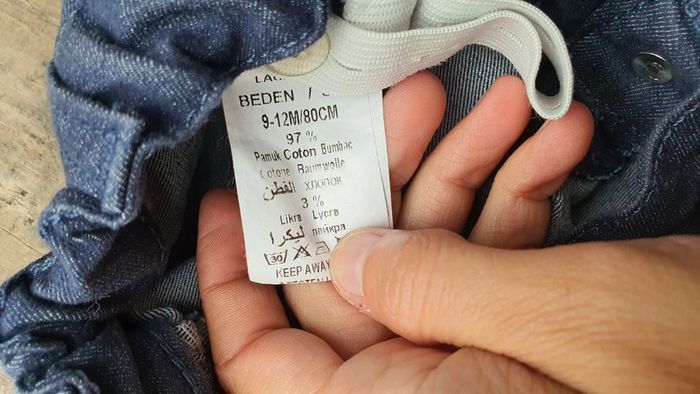 BEDEN /
9-12M/80CM
97 %
Pamuk Coton Bumbac
Cotone Baumwolle
القطن хлопок
3 %
Likra Lycra
ليكرا лайкра
30
KEEP AWAY